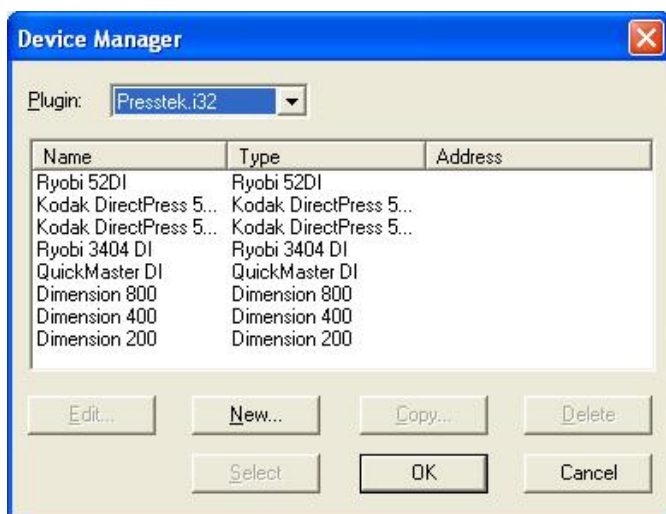 Device Manager
Plugin: Presstek.i32
Name Type Address
Ryobi 52DI Ryobi 52DI
Kodak DirectPress 5... Kodak DirectPress 5...
Kodak DirectPress 5... Kodak DirectPress 5...
Ryobi 3404 DI Ryobi 3404 DI
QuickMaster DI QuickMaster DI
Dimension 800 Dimension 800
Dimension 400 Dimension 400
Dimension 200 Dimension 200
Edit... New... Copy... Delete
Select OK Cancel